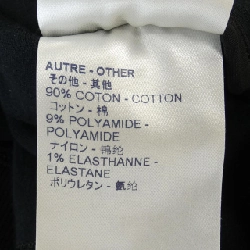 AUTRE - OTHER
その他 - 其他
90% COTON - COTTON
コットン - 棉
9% POLYAMIDE -
POLYAMIDE
ナイロン - 锦纶
1% ELASTHANNE -
ELASTANE
ポリウレタン - 氨纶